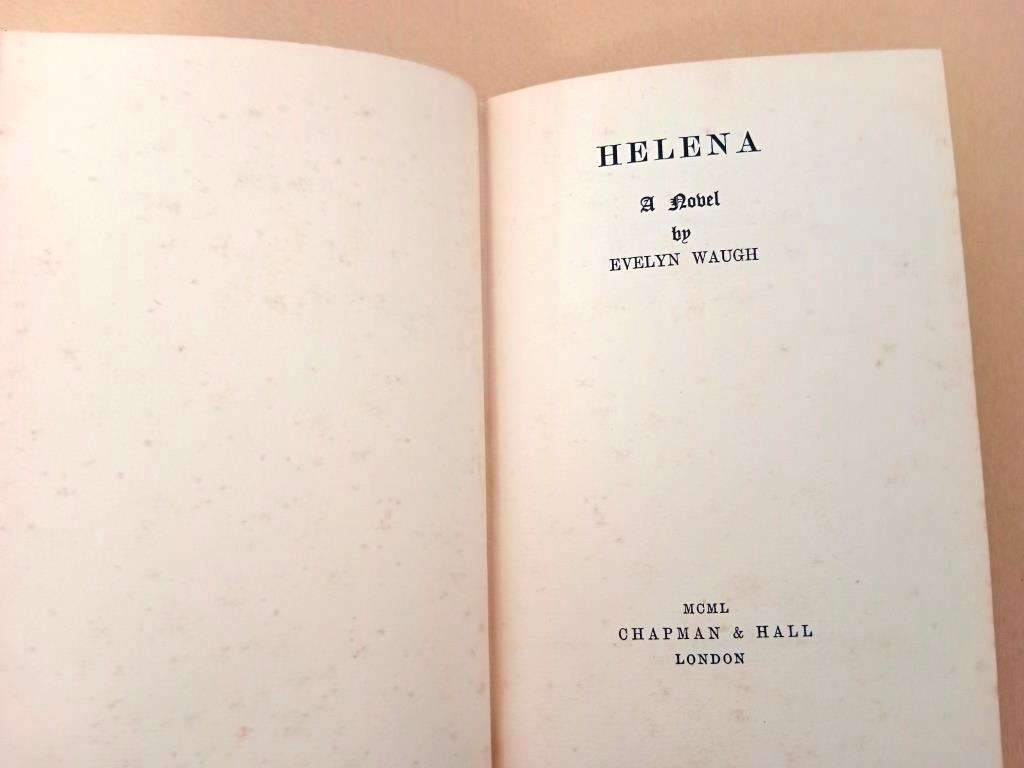 HELENA
A Novel
by
EVELYN WAUGH
MCML
CHAPMAN & HALL
LONDON